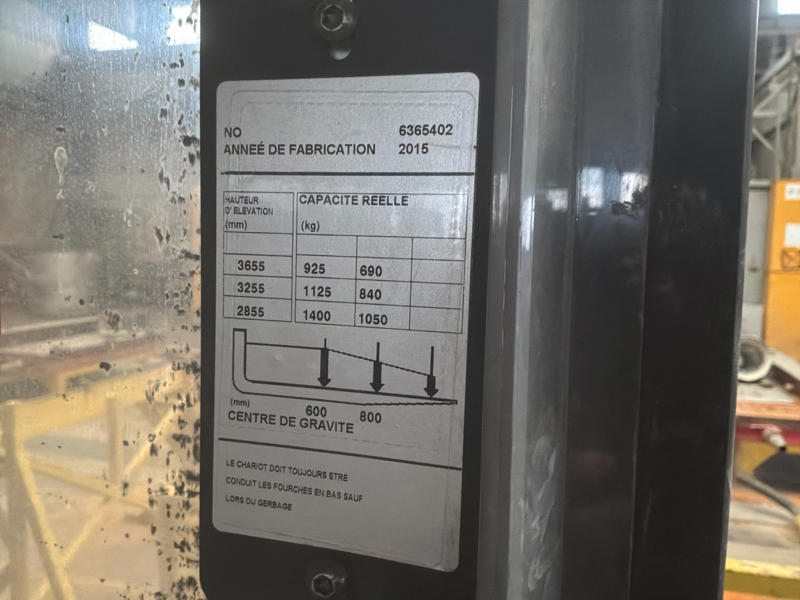 NO 6365402
ANNEÉ DE FABRICATION 2015
HAUTEUR
D' ELEVATION
(mm)
CAPACITE REELLE
(kg)
3655 925 690
3255 1125 840
2855 1400 1050
(mm) 600 800
CENTRE DE GRAVITE
LE CHARIOT DOIT TOUJOURS ETRE
CONDUIT LES FOURCHES EN BAS SAUF
LORS DU GERBAGE